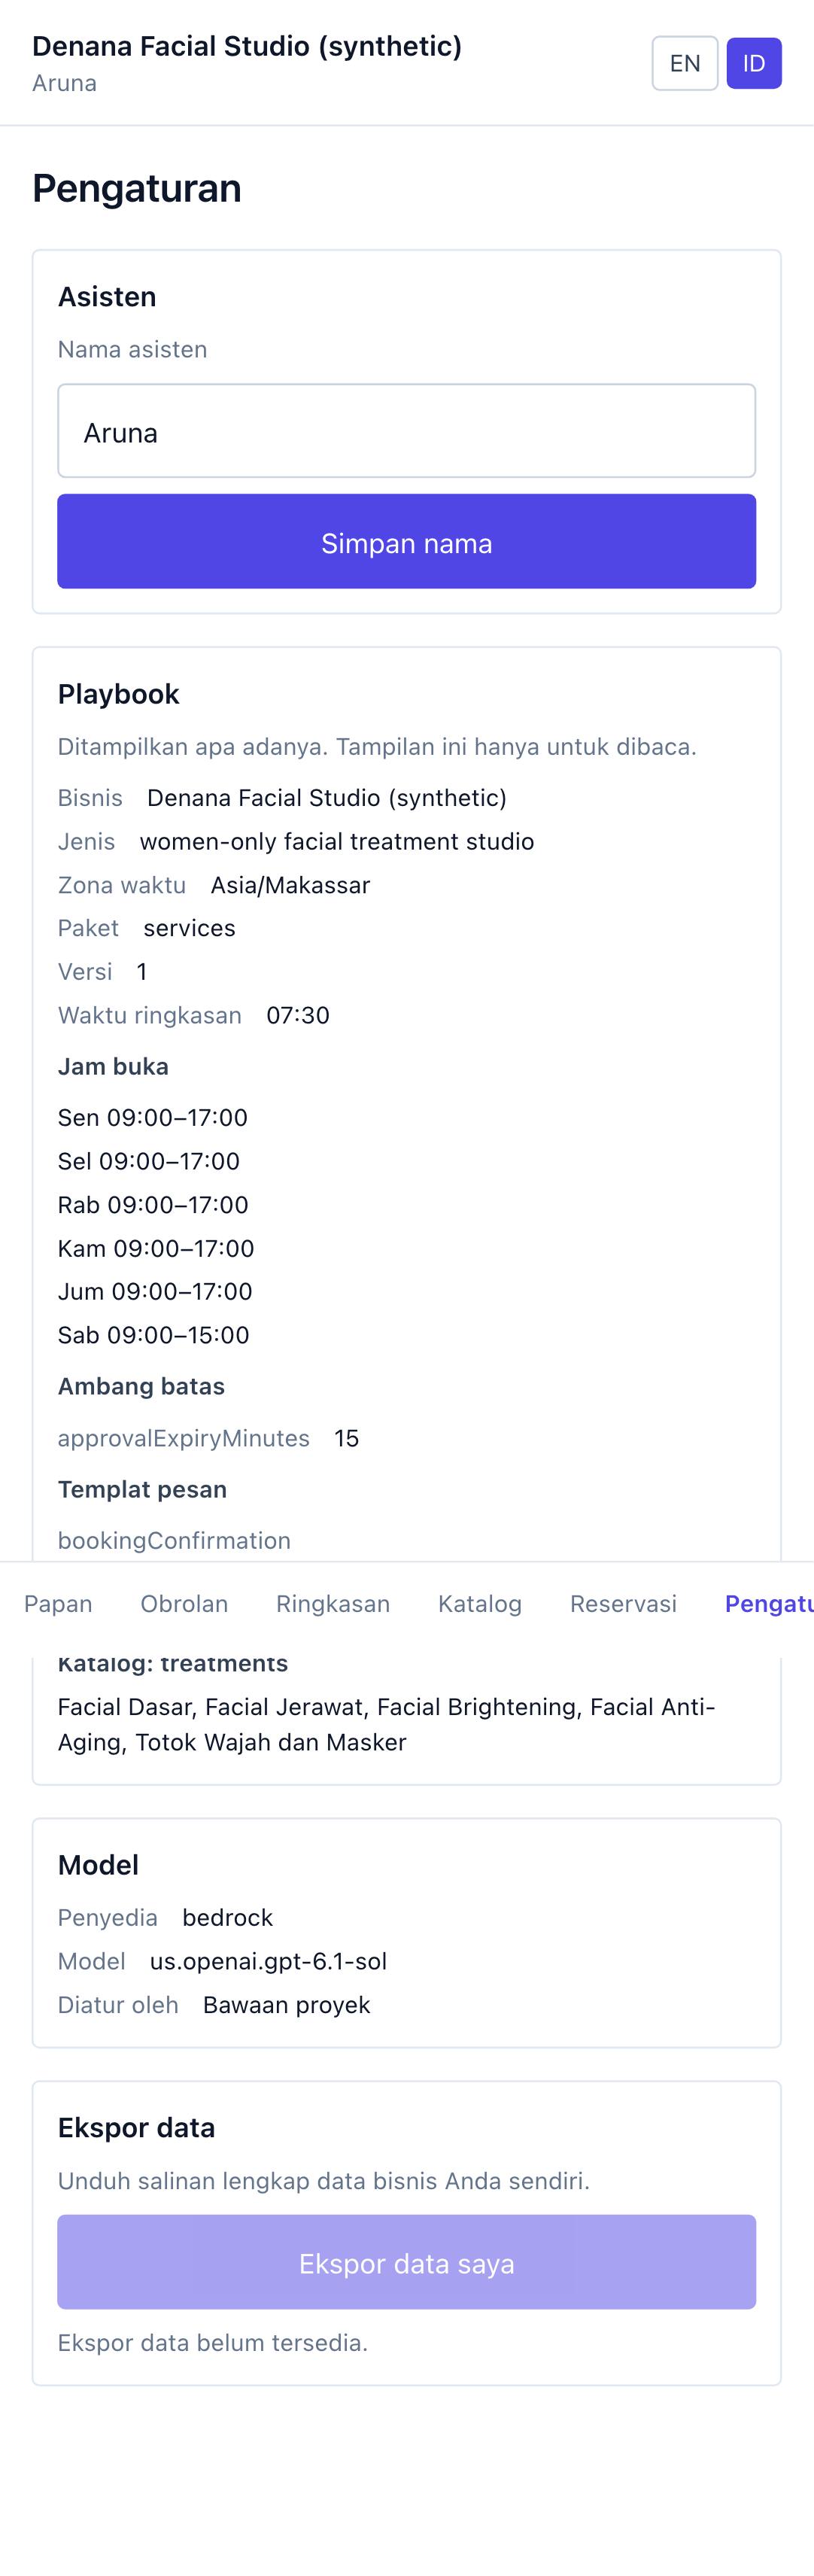 Denana Facial Studio (synthetic)
Aruna
EN
ID
Pengaturan
Asisten
Nama asisten
Aruna
Simpan nama
Playbook
Ditampilkan apa adanya. Tampilan ini hanya untuk dibaca.
Bisnis Denana Facial Studio (synthetic)
Jenis women-only facial treatment studio
Zona waktu Asia/Makassar
Paket services
Versi 1
Waktu ringkasan 07:30
Jam buka
Sen 09:00–17:00
Sel 09:00–17:00
Rab 09:00–17:00
Kam 09:00–17:00
Jum 09:00–17:00
Sab 09:00–15:00
Ambang batas
approvalExpiryMinutes 15
Templat pesan
bookingConfirmation
Papan Obrolan Ringkasan Katalog Reservasi Pengatu
Katalog: treatments
Facial Dasar, Facial Jerawat, Facial Brightening, Facial Anti-
Aging, Totok Wajah dan Masker
Model
Penyedia bedrock
Model us.openai.gpt-6.1-sol
Diatur oleh Bawaan proyek
Ekspor data
Unduh salinan lengkap data bisnis Anda sendiri.
Ekspor data saya
Ekspor data belum tersedia.